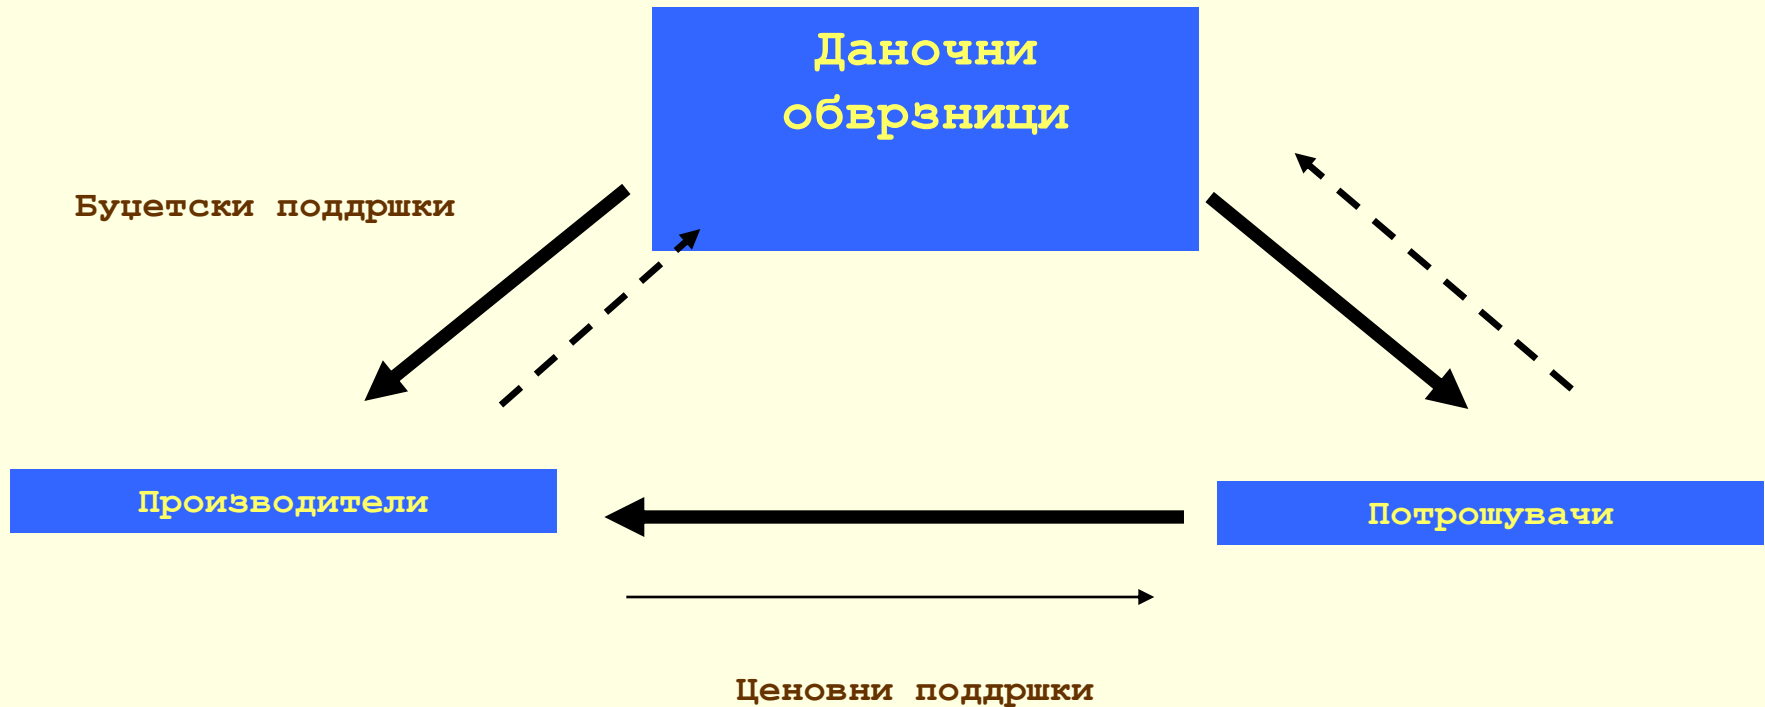 Даночни
обврзници
Буџетски поддршки
Производители
Потрошувачи
Ценовни поддршки